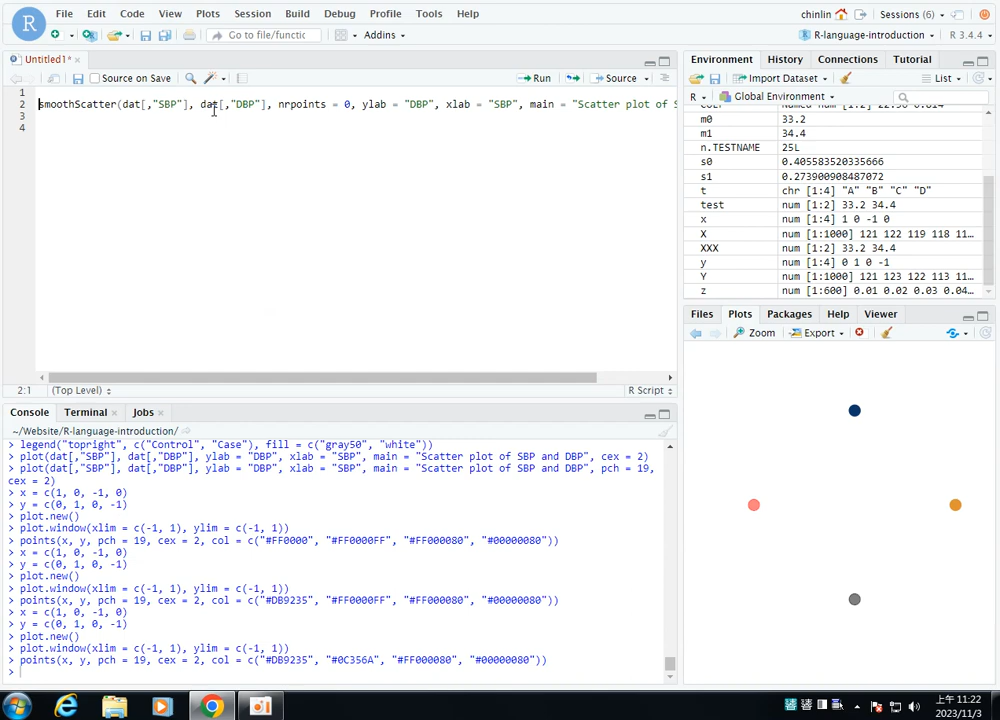 File Edit Code View Plots Session Build Debug Profile Tools Help chinlin Sessions (6)
R Go to file/function Addins R-language-introduction R 3.4.4
Untitled1*
Source on Save Run Source
1
2 smoothScatter(dat[,"SBP"], dat[,"DBP"], nrpoints = 0, ylab = "DBP", xlab = "SBP", main = "Scatter plot of S
3
4
2:1 (Top Level) R Script
Console Terminal Jobs
~/Website/R-language-introduction/
> legend("topright", c("Control", "Case"), fill = c("gray50", "white"))
> plot(dat[,"SBP"], dat[,"DBP"], ylab = "DBP", xlab = "SBP", main = "Scatter plot of SBP and DBP", cex = 2)
> plot(dat[,"SBP"], dat[,"DBP"], ylab = "DBP", xlab = "SBP", main = "Scatter plot of SBP and DBP", pch = 19,
cex = 2)
> x = c(1, 0, -1, 0)
> y = c(0, 1, 0, -1)
> plot.new()
> plot.window(xlim = c(-1, 1), ylim = c(-1, 1))
> points(x, y, pch = 19, cex = 2, col = c("#FF0000", "#FF0000FF", "#FF000080", "#00000080"))
> x = c(1, 0, -1, 0)
> y = c(0, 1, 0, -1)
> plot.new()
> plot.window(xlim = c(-1, 1), ylim = c(-1, 1))
> points(x, y, pch = 19, cex = 2, col = c("#DB9235", "#FF0000FF", "#FF000080", "#00000080"))
> x = c(1, 0, -1, 0)
> y = c(0, 1, 0, -1)
> plot.new()
> plot.window(xlim = c(-1, 1), ylim = c(-1, 1))
> points(x, y, pch = 19, cex = 2, col = c("#DB9235", "#0C356A", "#FF000080", "#00000080"))
>
Environment History Connections Tutorial
Import Dataset List
R Global Environment
m0 33.2
m1 34.4
n.TESTNAME 25L
s0 0.405583520335666
s1 0.273900908487072
t chr [1:4] "A" "B" "C" "D"
test num [1:2] 33.2 34.4
x num [1:4] 1 0 -1 0
X num [1:1000] 121 122 119 118 11…
XXX num [1:2] 33.2 34.4
y num [1:4] 0 1 0 -1
Y num [1:1000] 121 123 122 113 11…
z num [1:600] 0.01 0.02 0.03 0.04…
Files Plots Packages Help Viewer
Zoom Export
上午 11:22
2023/11/3